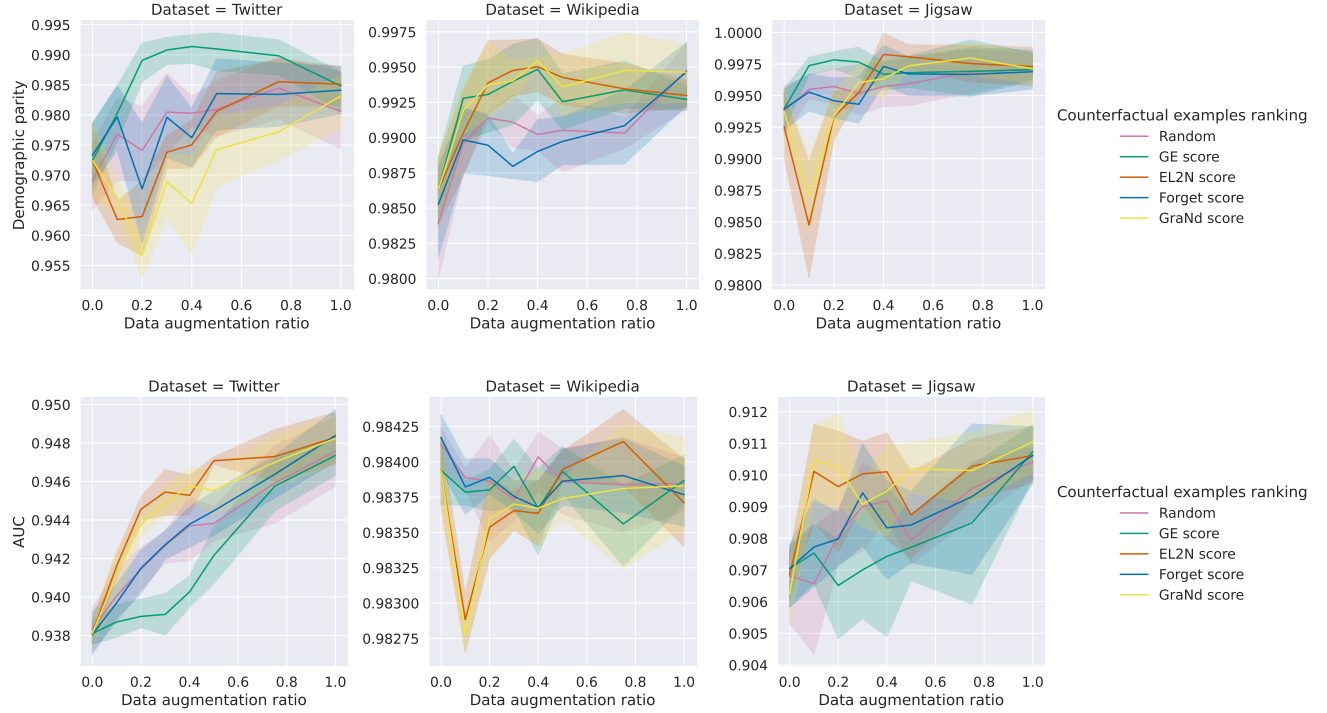 Dataset = Twitter
Dataset = Wikipedia
Dataset = Jigsaw
Demographic parity
0.995
0.990
0.985
0.980
0.975
0.970
0.965
0.960
0.955
0.0 0.2 0.4 0.6 0.8 1.0
Data augmentation ratio
0.9975
0.9950
0.9925
0.9900
0.9875
0.9850
0.9825
0.9800
0.0 0.2 0.4 0.6 0.8 1.0
Data augmentation ratio
1.0000
0.9975
0.9950
0.9925
0.9900
0.9875
0.9850
0.9825
0.9800
0.0 0.2 0.4 0.6 0.8 1.0
Data augmentation ratio
Counterfactual examples ranking
Random
GE score
EL2N score
Forget score
GraNd score
Dataset = Twitter
Dataset = Wikipedia
Dataset = Jigsaw
AUC
0.950
0.948
0.946
0.944
0.942
0.940
0.938
0.0 0.2 0.4 0.6 0.8 1.0
Data augmentation ratio
0.98425
0.98400
0.98375
0.98350
0.98325
0.98300
0.98275
0.0 0.2 0.4 0.6 0.8 1.0
Data augmentation ratio
0.912
0.911
0.910
0.909
0.908
0.907
0.906
0.905
0.904
0.0 0.2 0.4 0.6 0.8 1.0
Data augmentation ratio
Counterfactual examples ranking
Random
GE score
EL2N score
Forget score
GraNd score